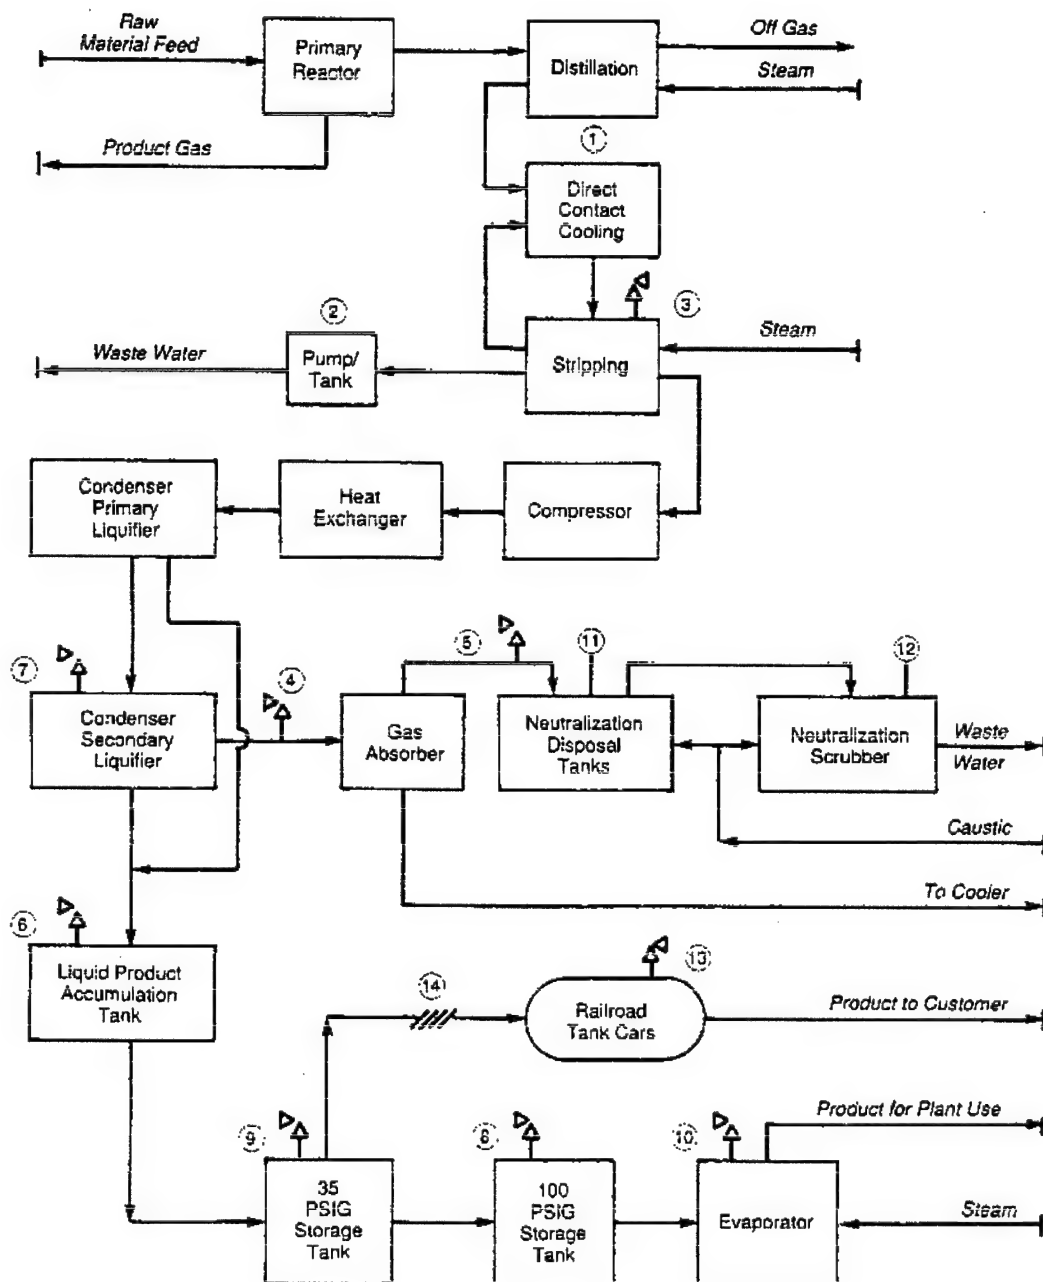 Raw
Material Feed
Primary
Reactor
Distillation
Off Gas
Steam
Product Gas
1
Direct
Contact
Cooling
2
3
Waste Water
Pump/
Tank
Stripping
Steam
Condenser
Primary
Liquifier
Heat
Exchanger
Compressor
7
4
5
11
12
Condenser
Secondary
Liquifier
Gas
Absorber
Neutralization
Disposal
Tanks
Neutralization
Scrubber
Waste
Water
Caustic
To Cooler
6
Liquid Product
Accumulation
Tank
14
13
Railroad
Tank Cars
Product to Customer
Product for Plant Use
9
8
10
35
PSIG
Storage
Tank
100
PSIG
Storage
Tank
Evaporator
Steam